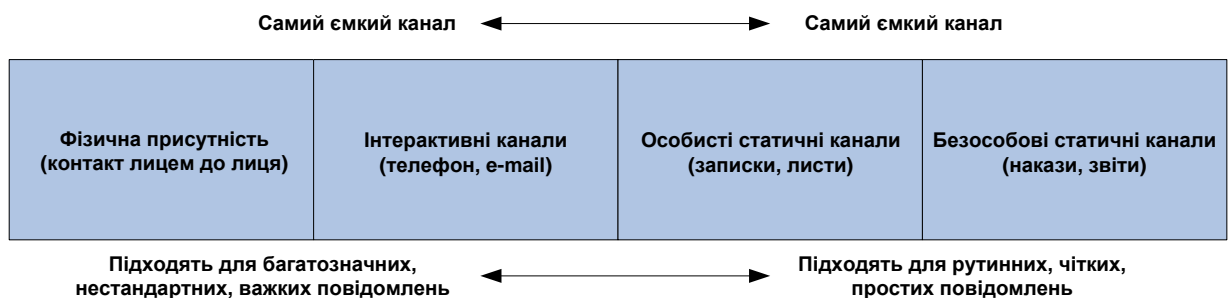 Самий ємкий канал
Самий ємкий канал
Фізична присутність
(контакт лицем до лиця)
Інтерактивні канали
(телефон, e-mail)
Особисті статичні канали
(записки, листи)
Безособові статичні канали
(накази, звіти)
Підходять для багатозначних,
нестандартних, важких повідомлень
Підходять для рутинних, чітких,
простих повідомлень